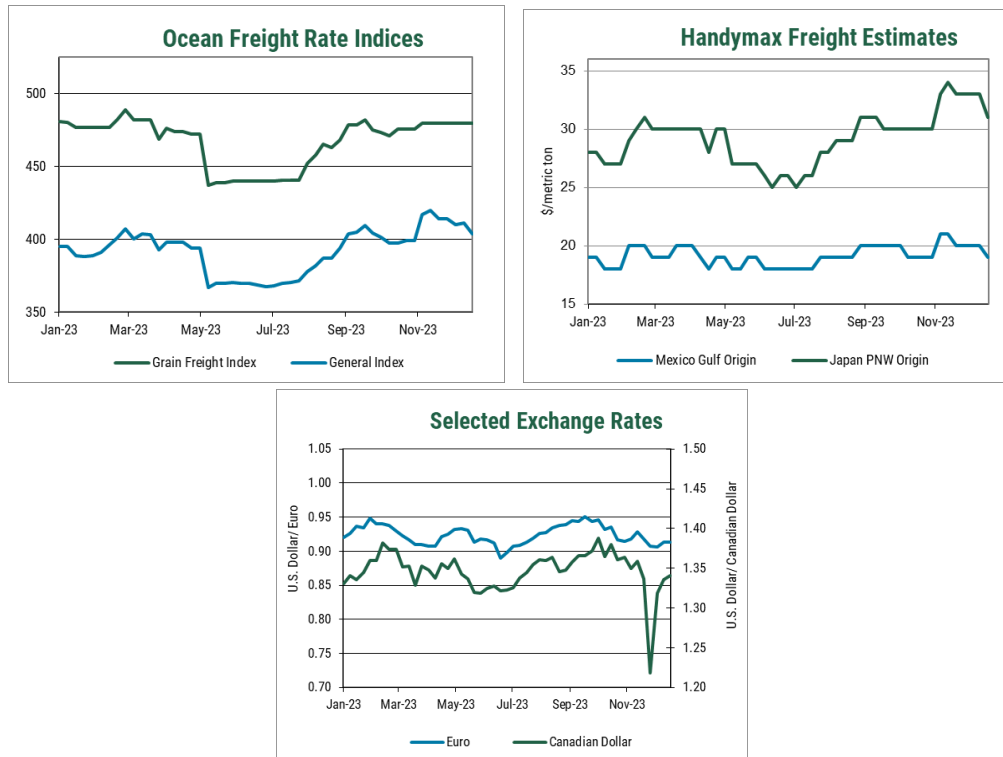 Ocean Freight Rate Indices
500
450
400
350
Jan-23 Mar-23 May-23 Jul-23 Sep-23 Nov-23
Grain Freight Index General Index
Handymax Freight Estimates
$/metric ton
35
30
25
20
15
Jan-23 Mar-23 May-23 Jul-23 Sep-23 Nov-23
Mexico Gulf Origin Japan PNW Origin
Selected Exchange Rates
U.S. Dollar/ Euro
1.05
1.00
0.95
0.90
0.85
0.80
0.75
0.70
1.50
1.45
1.40
1.35
1.30
1.25
1.20
U.S. Dollar/ Canadian Dollar
Jan-23 Mar-23 May-23 Jul-23 Sep-23 Nov-23
Euro Canadian Dollar